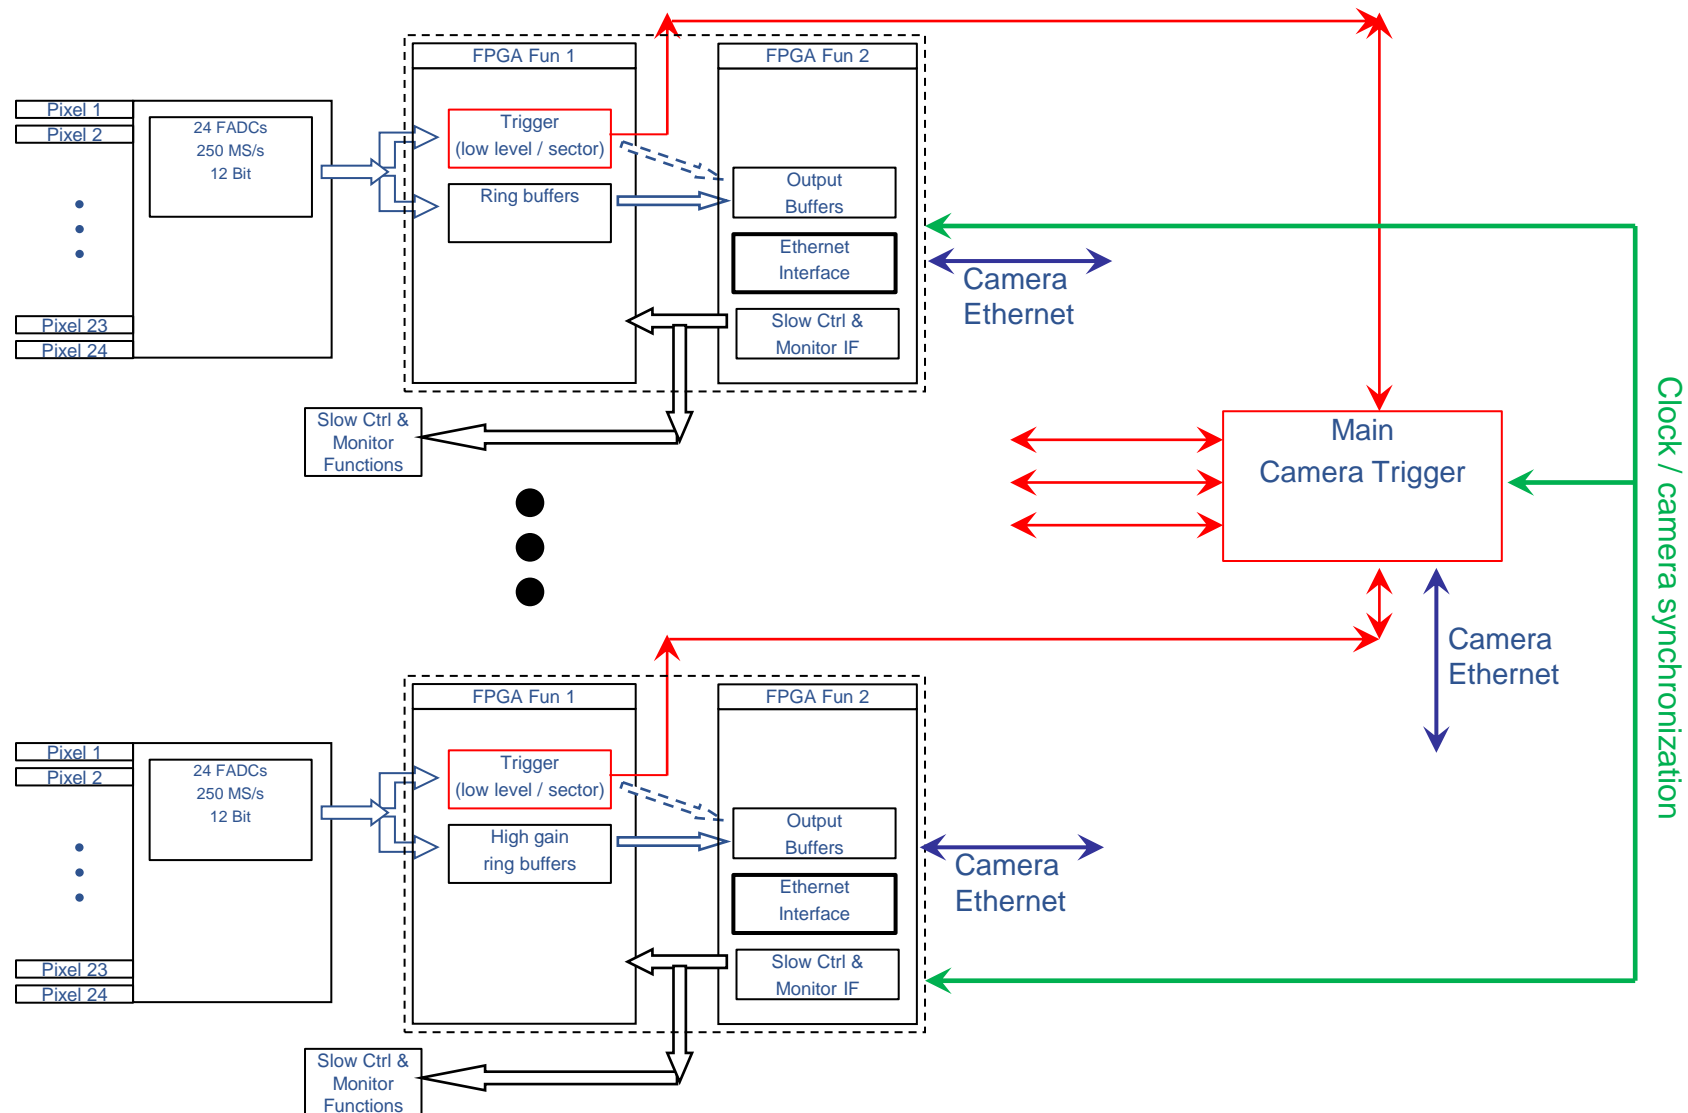 FPGA Fun 1
FPGA Fun 2
Pixel 1
Pixel 2
24 FADCs
250 MS/s
12 Bit
Trigger
(low level / sector)
Ring buffers
Output
Buffers
Ethernet
Interface
Camera
Ethernet
Pixel 23
Pixel 24
Slow Ctrl &
Monitor IF
Slow Ctrl &
Monitor
Functions
Main
Camera Trigger
Clock / camera synchronization
Camera
Ethernet
FPGA Fun 1
FPGA Fun 2
Pixel 1
Pixel 2
24 FADCs
250 MS/s
12 Bit
Trigger
(low level / sector)
High gain
ring buffers
Output
Buffers
Ethernet
Interface
Camera
Ethernet
Pixel 23
Pixel 24
Slow Ctrl &
Monitor IF
Slow Ctrl &
Monitor
Functions